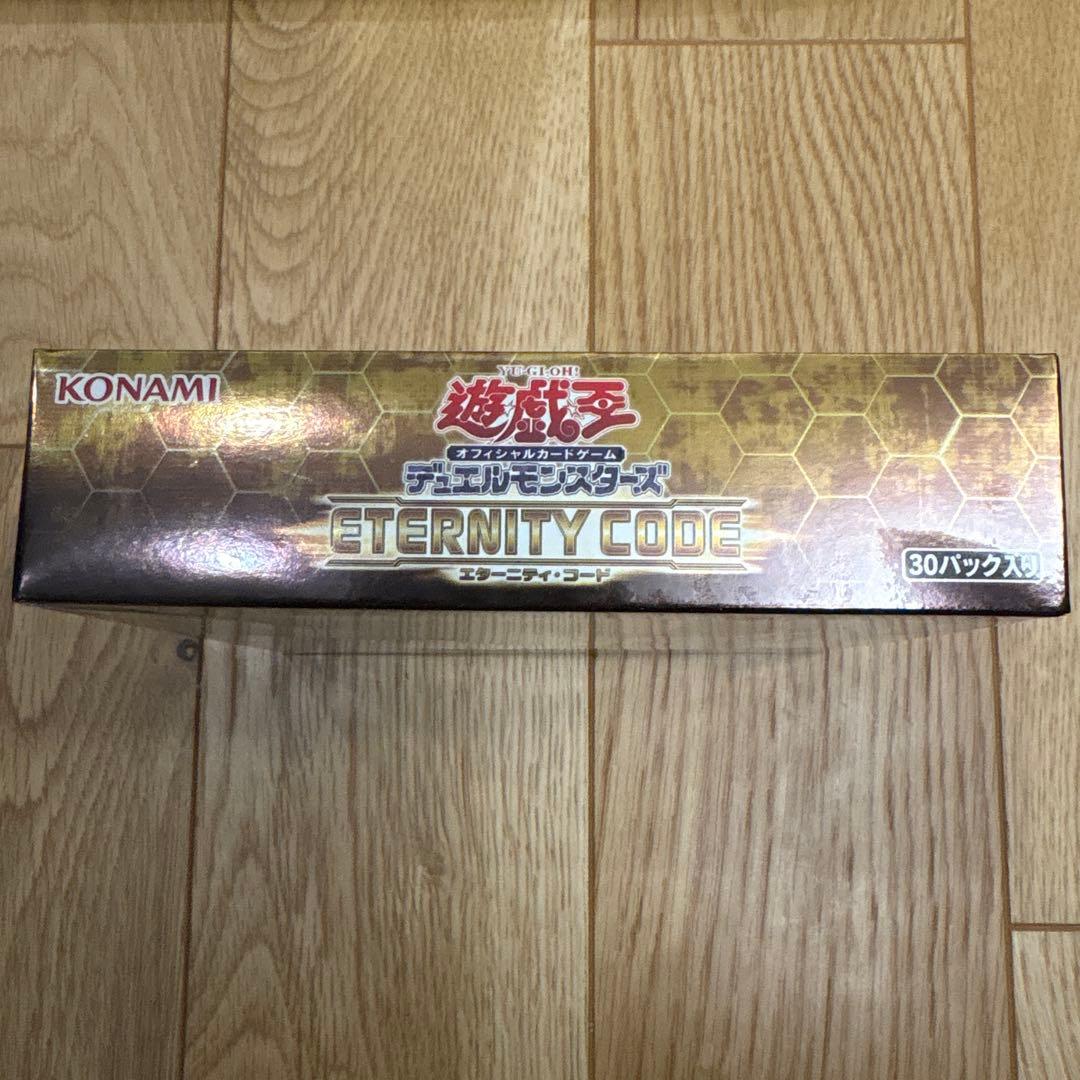 KONAMI
YU-GI-OH!
遊戯王
オフィシャルカードゲーム
デュエルモンスターズ
ETERNITY CODE
エターニティ・コード
30パック入り